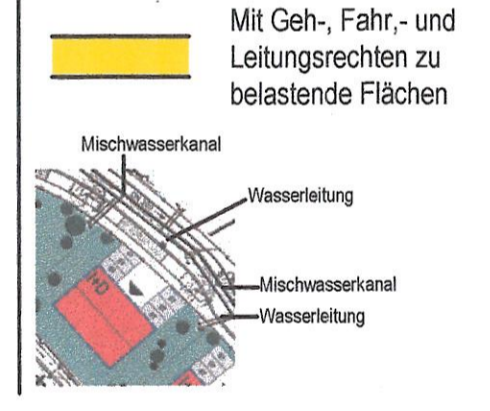 Mit Geh-, Fahr,- und
Leitungsrechten zu
belastende Flächen
Mischwasserkanal
Wasserleitung
I+D
Mischwasserkanal
Wasserleitung